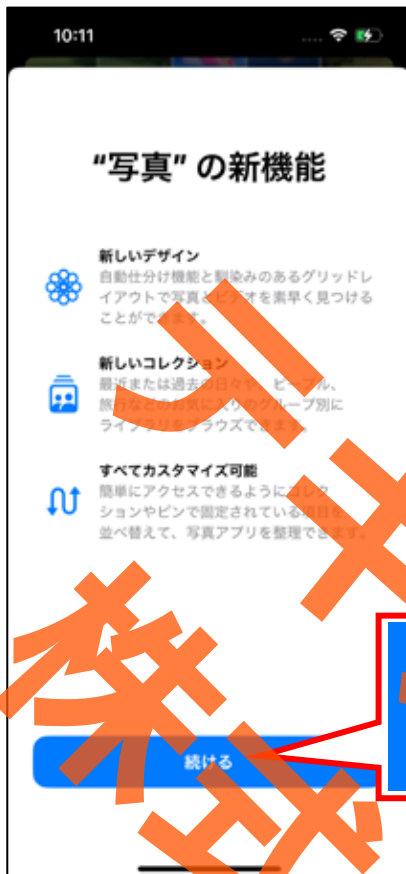 10:11
“写真” の新機能
新しいデザイン
自動仕分け機能と馴染みのあるグリッドレ
イアウトで写真とビデオを素早く見つける
ことができます。
新しいコレクション
最近または過去の日々や、ピープル、
旅行などのお気に入りのグループ別に
ライブラリをブラウズできます。
すべてカスタマイズ可能
簡単にアクセスできるようにコレク
ションやピンで固定されている項目を
並べ替えて、写真アプリを整理できます。
続ける
株式